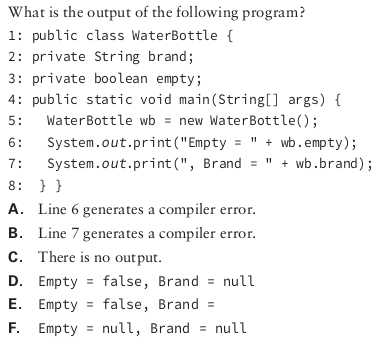 What is the output of the following program?
1: public class WaterBottle {
2: private String brand;
3: private boolean empty;
4: public static void main(String[] args) {
5:   WaterBottle wb = new WaterBottle();
6:   System.out.print("Empty = " + wb.empty);
7:   System.out.print(", Brand = " + wb.brand);
8:  } }
A. Line 6 generates a compiler error.
B. Line 7 generates a compiler error.
C. There is no output.
D. Empty = false, Brand = null
E. Empty = false, Brand =
F. Empty = null, Brand = null